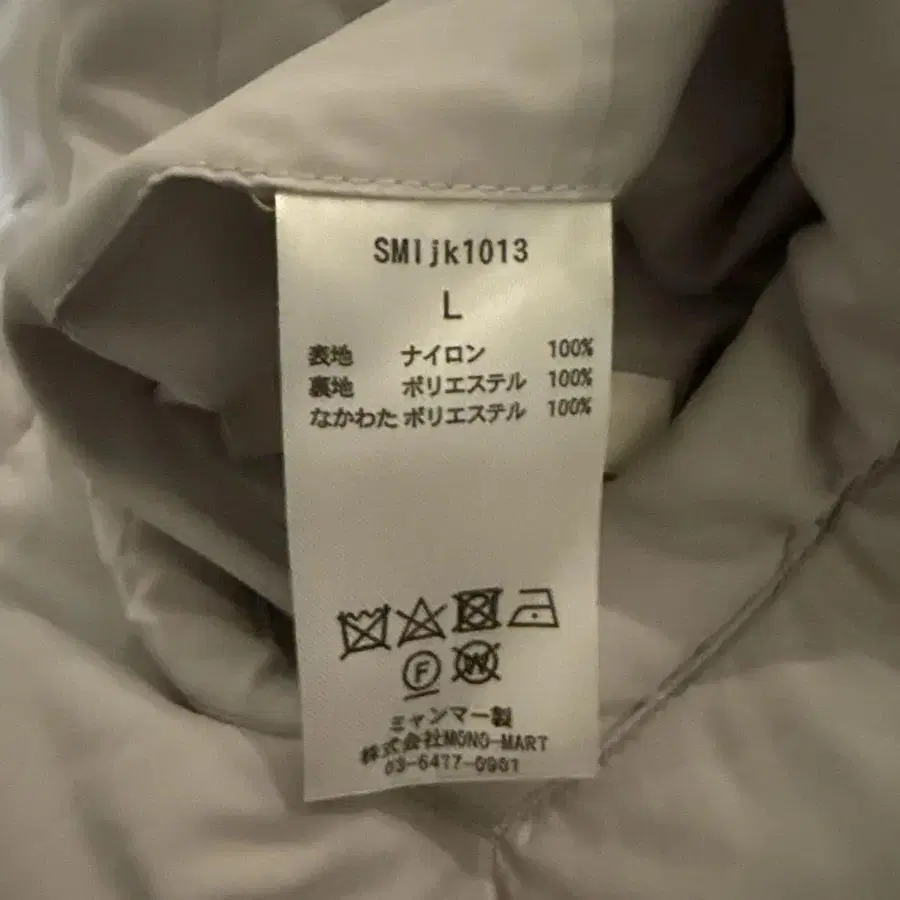 SMIjk1013
L
表地 ナイロン 100%
裏地 ポリエステル 100%
なかわた ポリエステル 100%
F
W
ミャンマー製
株式会社MONO-MART
03-6477-0901